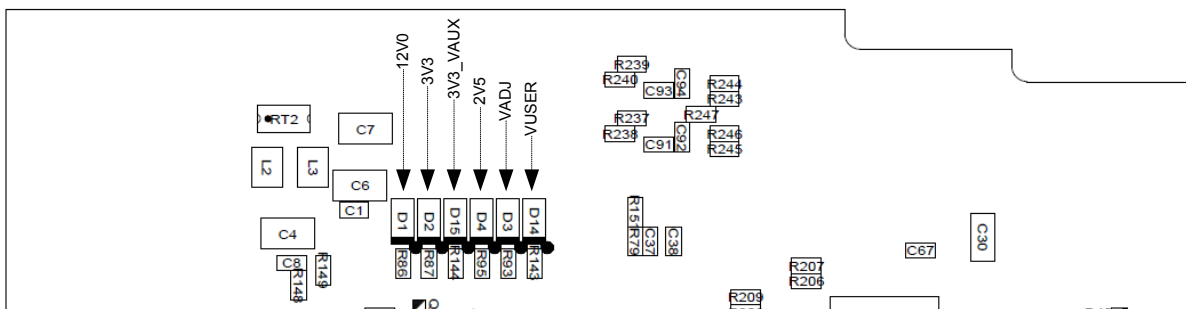 12V0
3V3
3V3_VAUX
2V5
VADJ
VUSER
R239
R240
C93
C94
R244
R243
R247
R237
R238
C91
C92
R246
R245
RT2
C7
L2
L3
C6
C1
C4
C8
R148
R149
D1
D2
D15
D4
D3
D14
R86
R87
R144
R95
R93
R143
R151
R79
C37
C38
C67
C30
R207
R206
R209